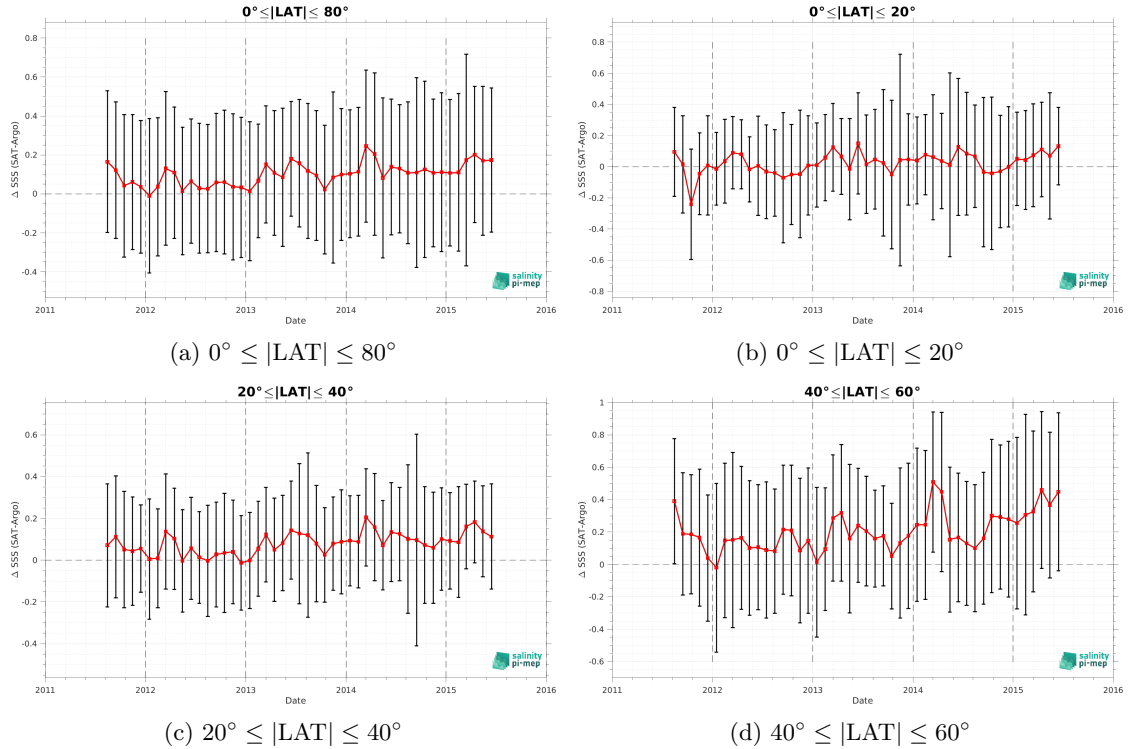 0°≤|LAT|≤ 80°
Δ SSS (SAT-Argo)
0.8
0.6
0.4
0.2
0
-0.2
-0.4
2011
2012
2013
2014
2015
2016
Date
salinity
pi-mep
(a) 0° ≤ |LAT| ≤ 80°
0°≤|LAT|≤ 20°
Δ SSS (SAT-Argo)
0.8
0.6
0.4
0.2
0
-0.2
-0.4
-0.6
-0.8
2011
2012
2013
2014
2015
2016
Date
salinity
pi-mep
(b) 0° ≤ |LAT| ≤ 20°
20°≤|LAT|≤ 40°
Δ SSS (SAT-Argo)
0.6
0.4
0.2
0
-0.2
-0.4
2011
2012
2013
2014
2015
2016
Date
salinity
pi-mep
(c) 20° ≤ |LAT| ≤ 40°
40°≤|LAT|≤ 60°
Δ SSS (SAT-Argo)
1
0.8
0.6
0.4
0.2
0
-0.2
-0.4
-0.6
2011
2012
2013
2014
2015
2016
Date
salinity
pi-mep
(d) 40° ≤ |LAT| ≤ 60°